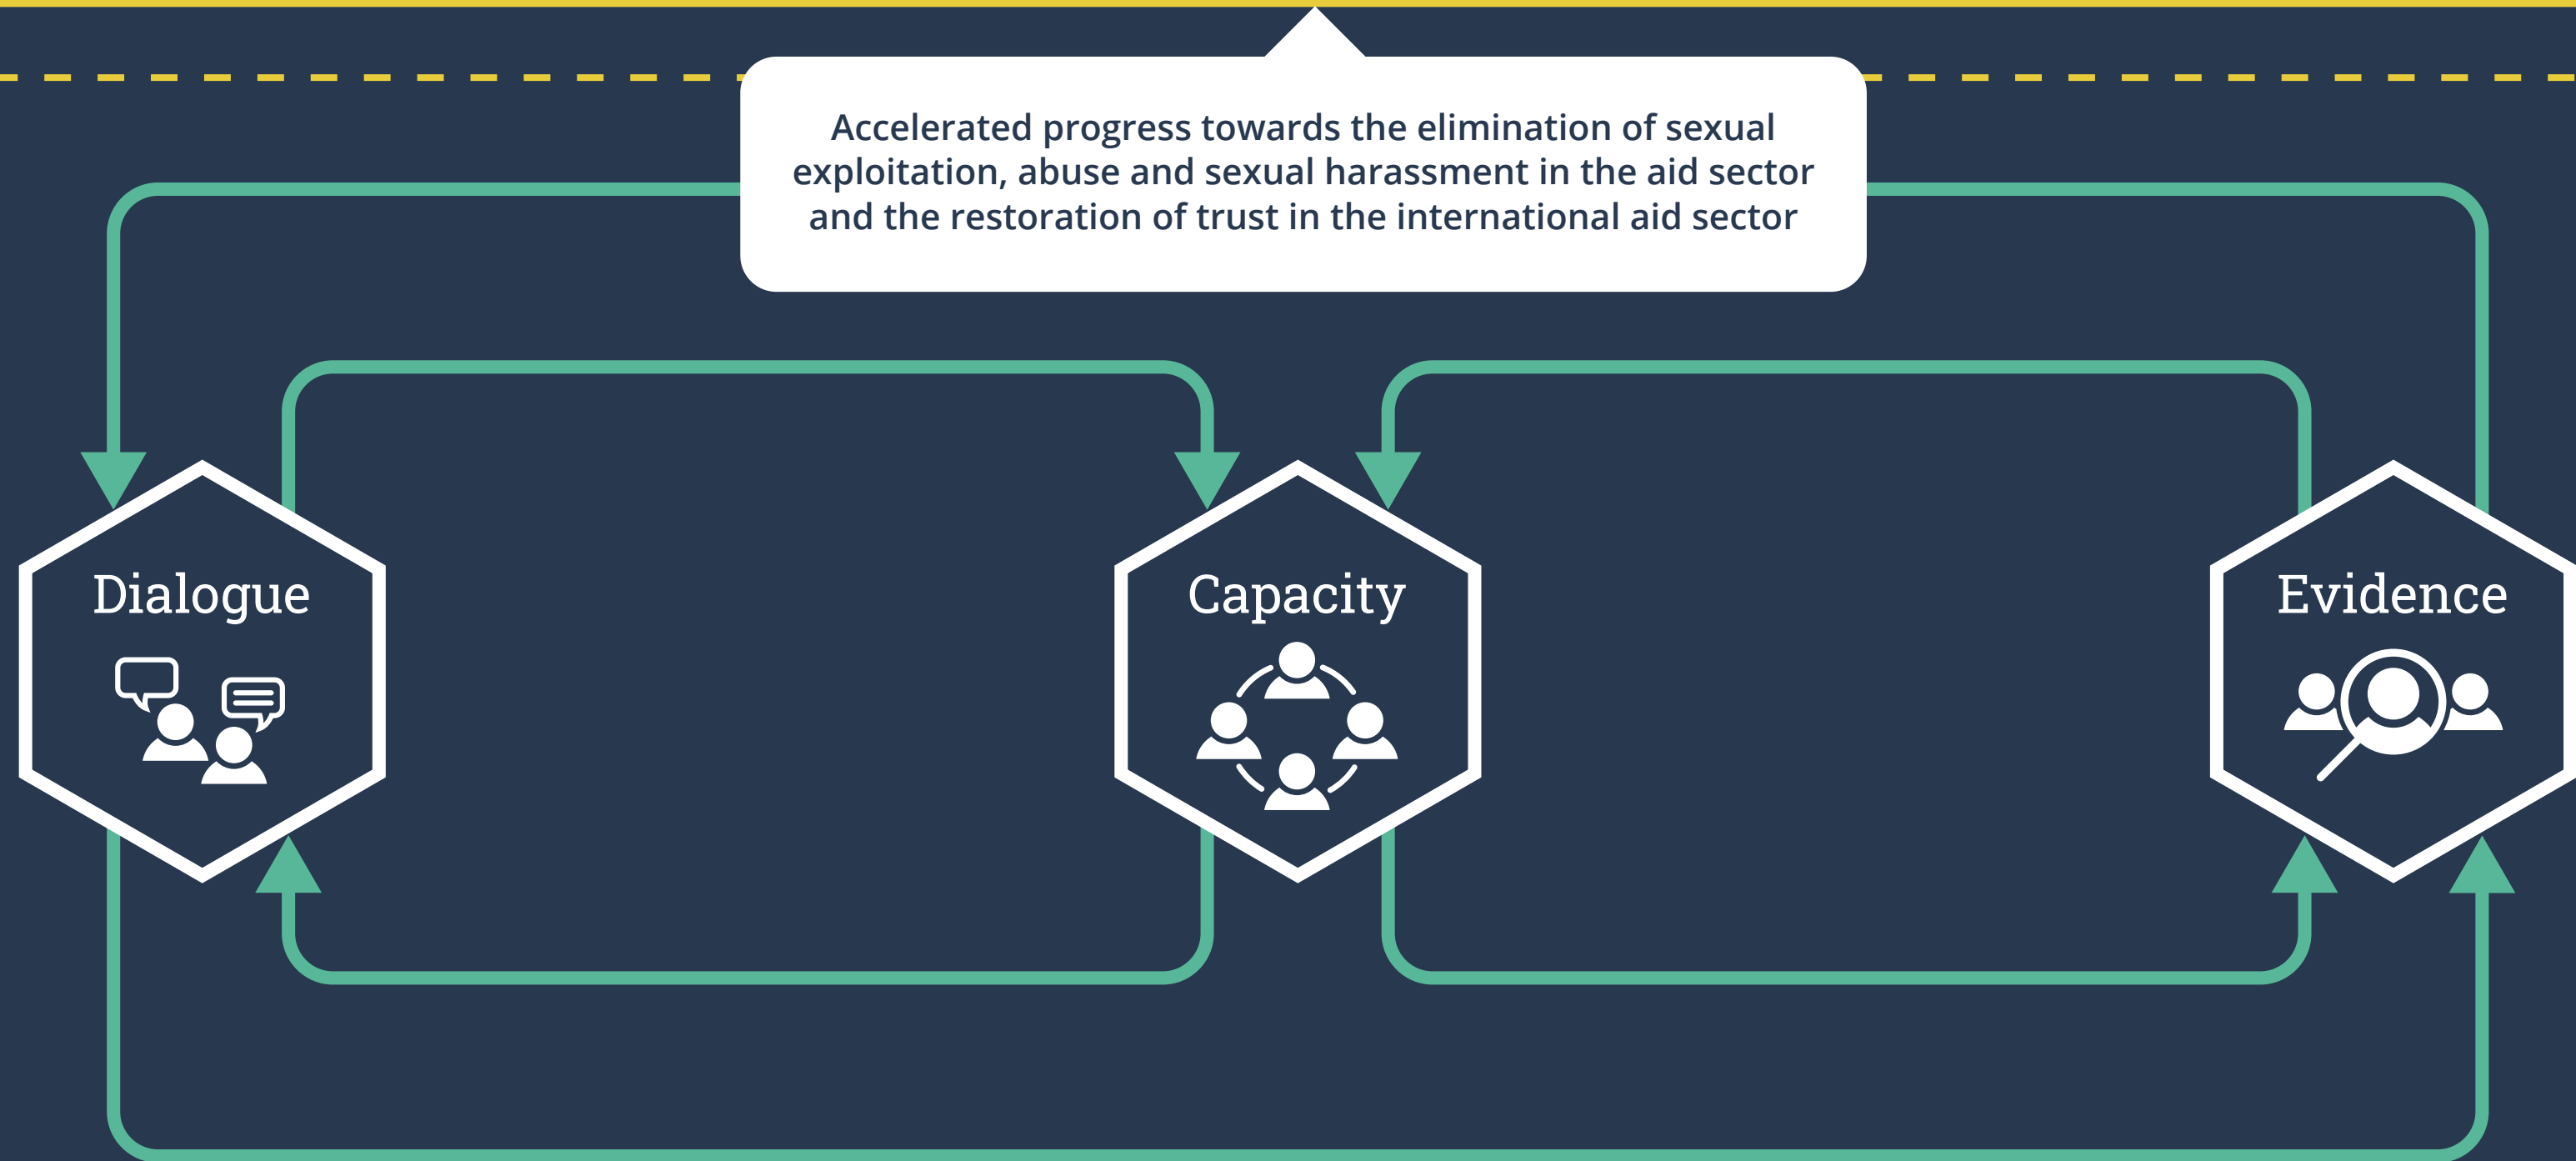 Accelerated progress towards the elimination of sexual
exploitation, abuse and sexual harassment in the aid sector
and the restoration of trust in the international aid sector
Dialogue
Capacity
Evidence